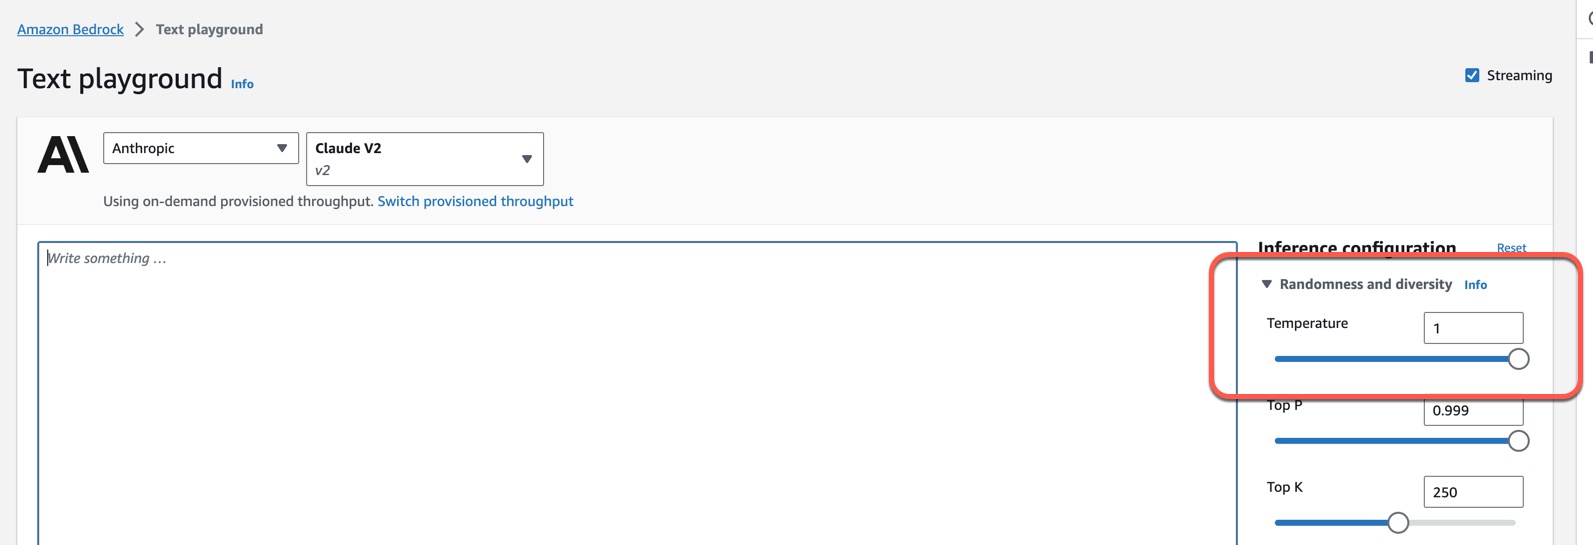 Amazon Bedrock > Text playground
Text playground Info
Streaming
Anthropic
Claude V2
v2
Using on-demand provisioned throughput. Switch provisioned throughput
Write something ...
Inference configuration Reset
Randomness and diversity Info
Temperature 1
Top P 0.999
Top K 250